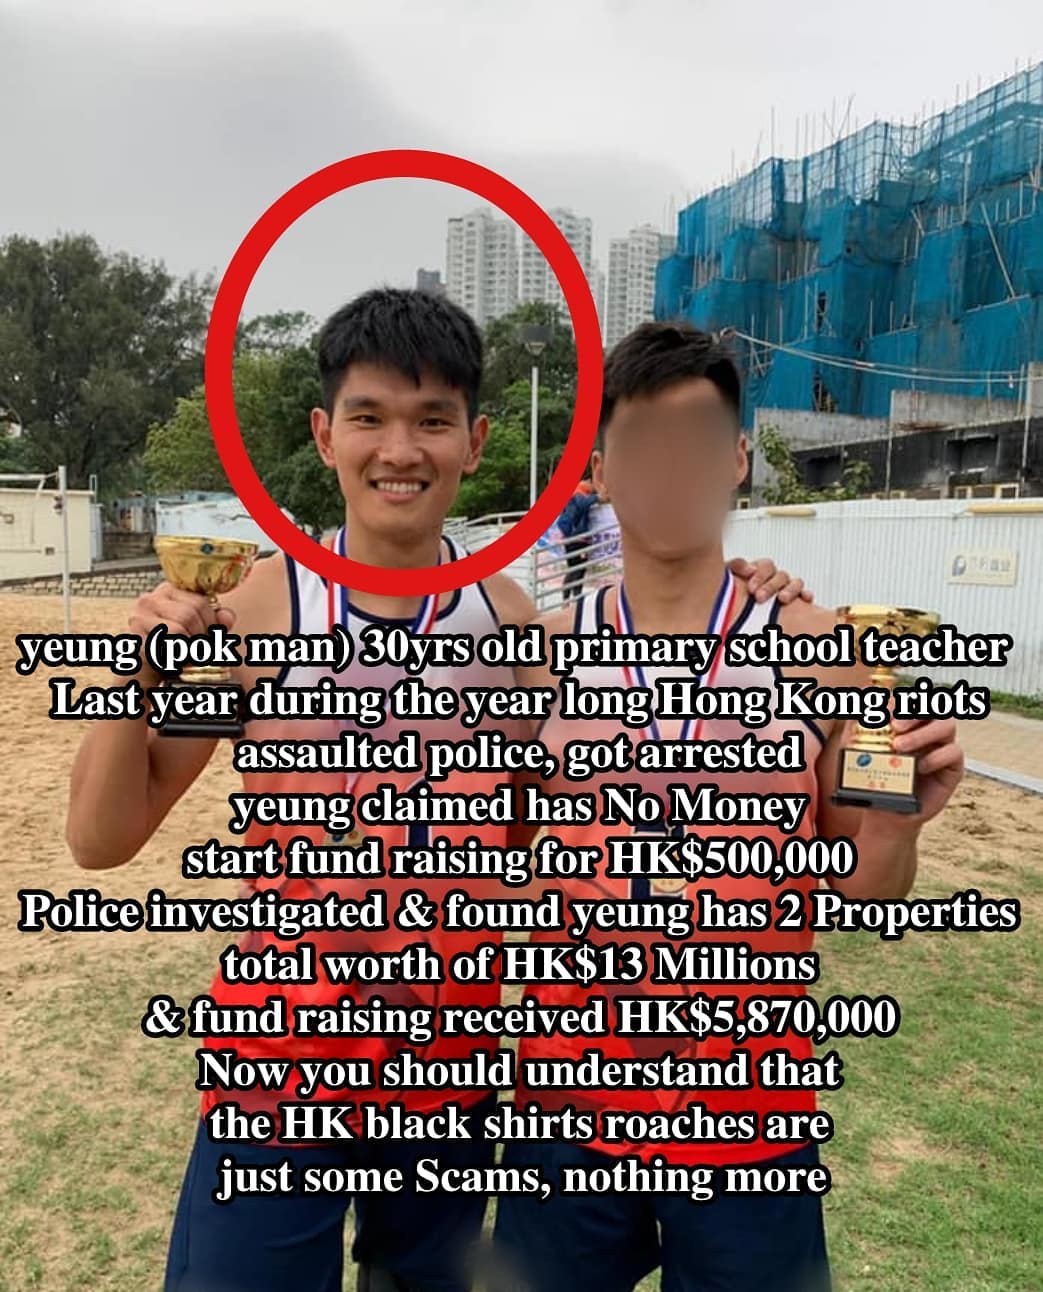 yeung (pok man) 30yrs old primary school teacher
Last year during the year long Hong Kong riots
assaulted police, got arrested
yeung claimed has No Money
start fund raising for HK$500,000
Police investigated & found yeung has 2 Properties
total worth of HK$13 Millions
& fund raising received HK$5,870,000
Now you should understand that
the HK black shirts roaches are
just some Scams, nothing more